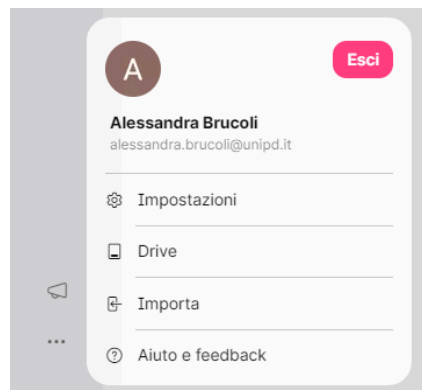 A
Esci
Alessandra Brucoli
alessandra.brucoli@unipd.it
Impostazioni
Drive
Importa
Aiuto e feedback